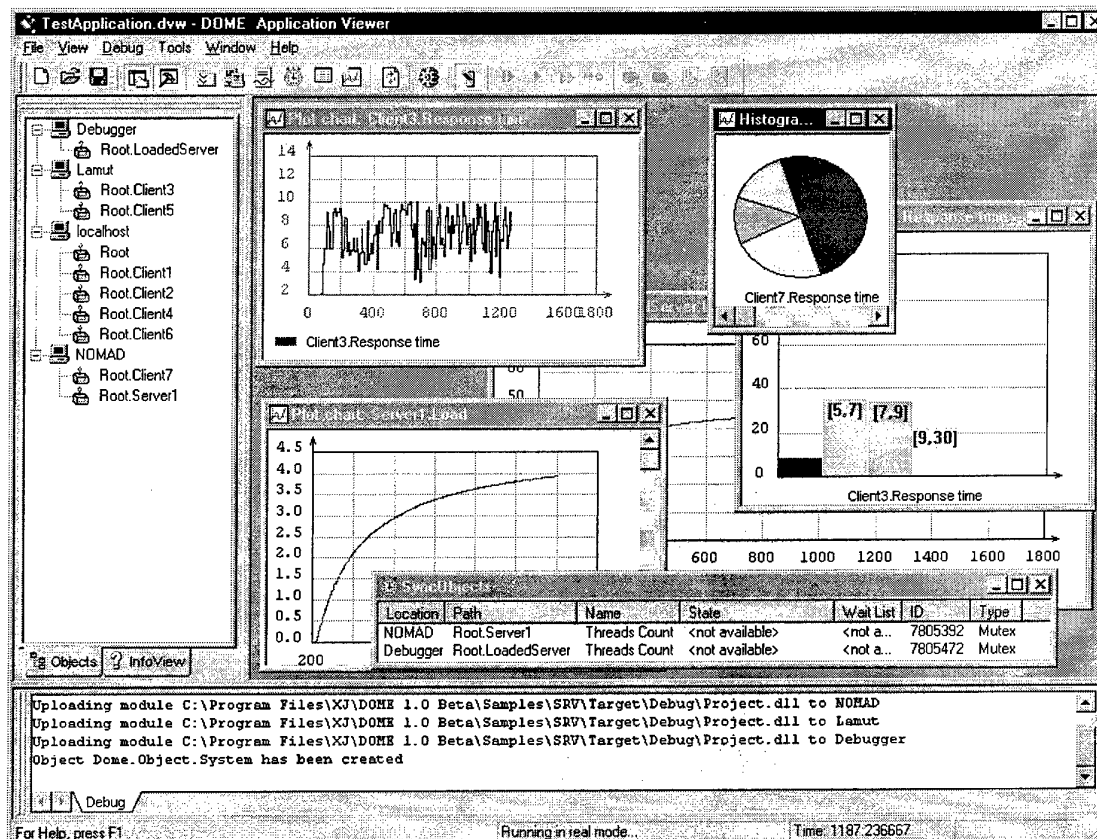 TestApplication.dvw - DOME Application Viewer
File View Debug Tools Window Help
Debugger
Root.LoadedServer
Lamut
Root.Client3
Root.Client5
localhost
Root
Root.Client1
Root.Client2
Root.Client4
Root.Client6
NOMAD
Root.Client7
Root.Server1
Objects
InfoView
Plot chart. Client3.Response time
14
12
10
8
6
4
2
0 400 800 1200 1600 1800
Client3.Response time
Histogra...
Client7.Response time
Response time
60
40
20
0
[5,7] [7,9]
[9,30]
Client3.Response time
60
50
600 800 1000 1200 1400 1600 1800
Plot chart. Server1.Load
4.5
4.0
3.5
3.0
2.5
2.0
1.5
1.0
0.5
0.0
200
SyncObjects
Location Path Name State Wait List ID Type
NOMAD Root.Server1 Threads Count <not available> <not a... 7805392 Mutex
Debugger Root.LoadedServer Threads Count <not available> <not a... 7805472 Mutex
Uploading module C:\Program Files\XJ\DOME 1.0 Beta\Samples\SRV\Target\Debug\Project.dll to NOMAD
Uploading module C:\Program Files\XJ\DOME 1.0 Beta\Samples\SRV\Target\Debug\Project.dll to Lamut
Uploading module C:\Program Files\XJ\DOME 1.0 Beta\Samples\SRV\Target\Debug\Project.dll to Debugger
Object Dome.Object.System has been created
Debug
For Help, press F1 Running in real mode... Time: 1187.236667